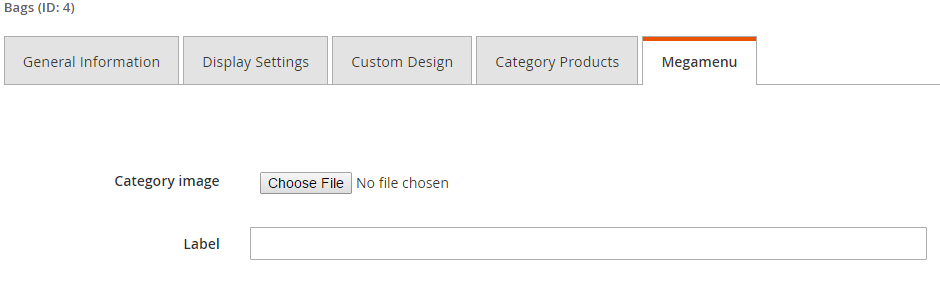 Bags (ID: 4)
General Information Display Settings Custom Design Category Products Megamenu
Category image Choose File No file chosen
Label